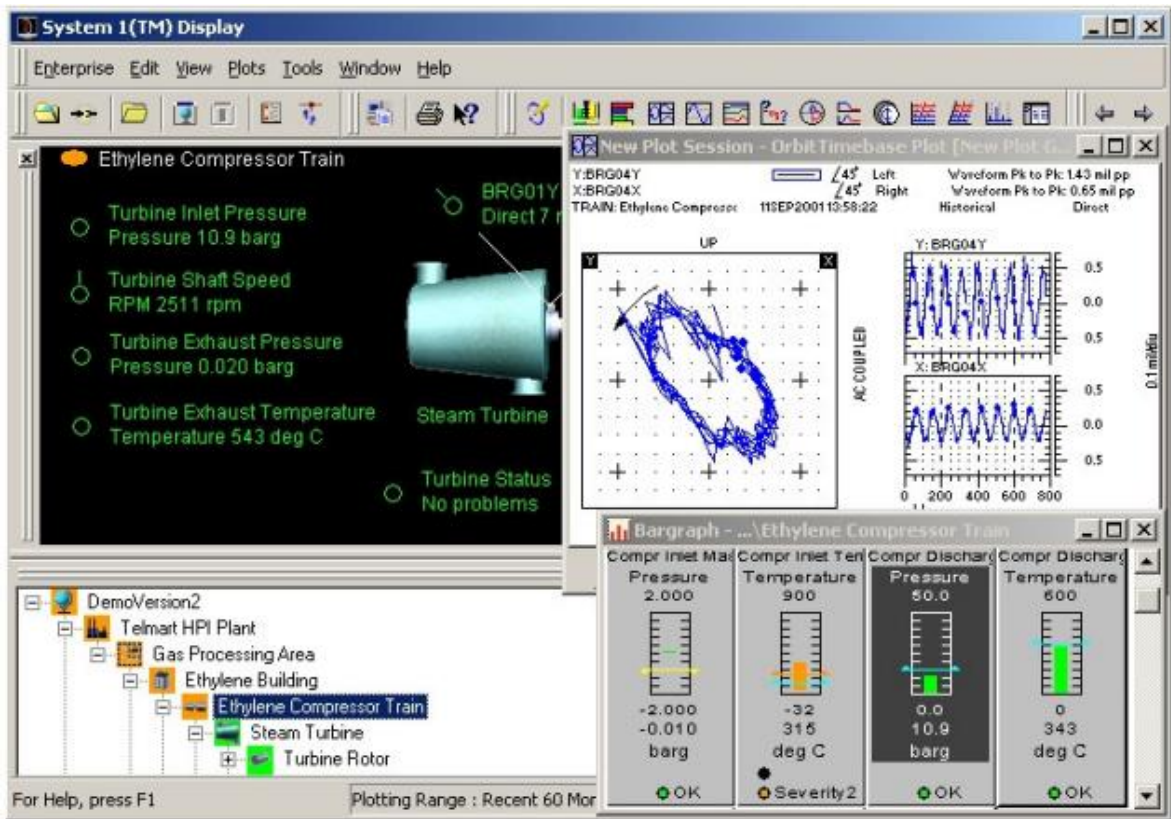 System 1(TM) Display
Enterprise Edit View Plots Tools Window Help
Ethylene Compressor Train
Turbine Inlet Pressure
Pressure 10.9 barg
Turbine Shaft Speed
RPM 2511 rpm
Turbine Exhaust Pressure
Pressure 0.020 barg
Turbine Exhaust Temperature
Temperature 543 deg C
BRG01Y
Direct 7
Steam Turbine
Turbine Status
No problems
New Plot Session - OrbitTimebase Plot [New Plot G
Y:BRG04Y ∠45° Left Waveform Pk to Pk: 1.43 mil pp
X:BRG04X ∠45° Right Waveform Pk to Pk: 0.65 mil pp
TRAIN: Ethylene Compressor 11SEP2001 13:58:22 Historical Direct
UP
Y
X
AC COUPLED
Y: BRG04Y
0.5
0.0
0.5
X: BRG04X
0.5
0.0
0.5
0 200 400 600 800
0.1 mil/div
Bargraph - ...\Ethylene Compressor Train
Compr Inlet Compr Inlet Compr Discharg Compr Discharg
Pressure Temperature Pressure Temperature
2.000 900 50.0 600
-2.000 -32 0.0 0
-0.010 315 10.9 343
barg deg C barg deg C
OK Severity2 OK OK
DemoVersion2
Telmart HPI Plant
Gas Processing Area
Ethylene Building
Ethylene Compressor Train
Steam Turbine
Turbine Rotor
For Help, press F1
Plotting Range : Recent 60 Mor